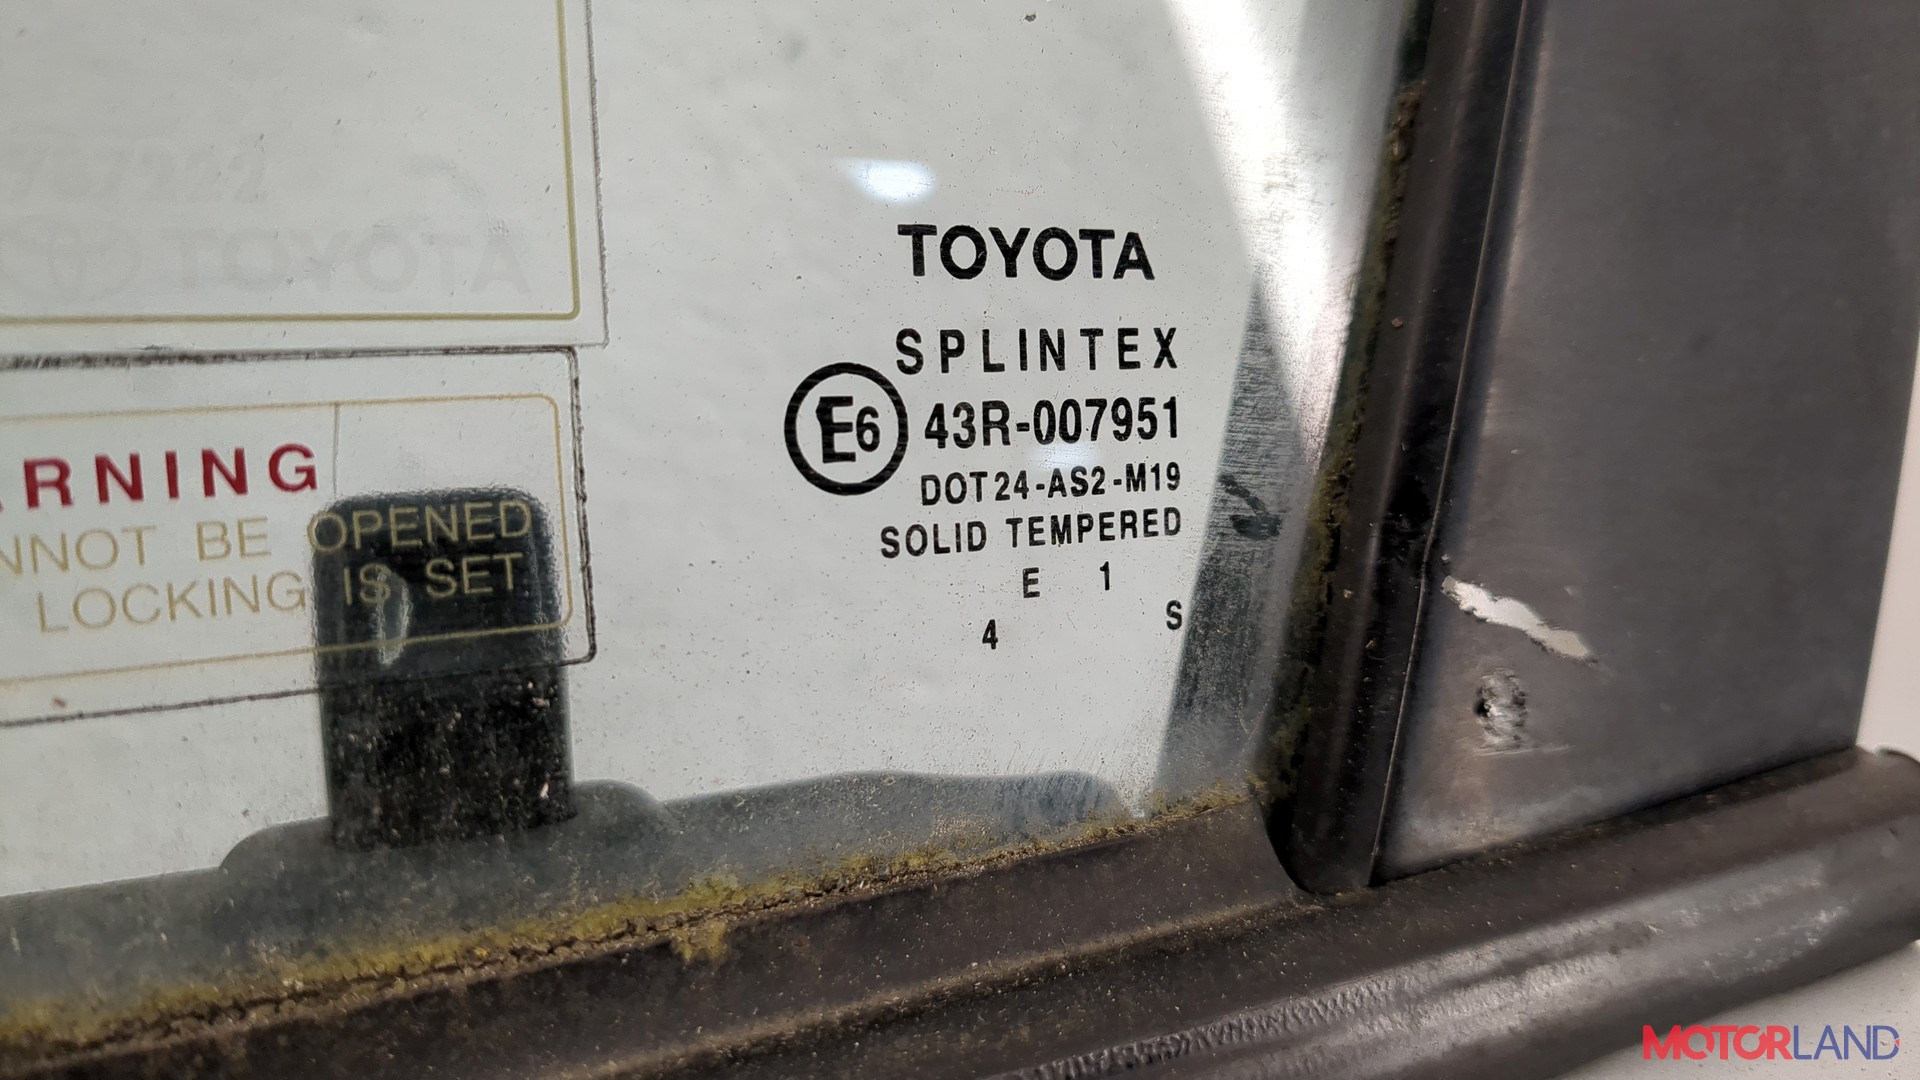 TOYOTA
SPLINTEX
E6 43R-007951
DOT24-AS2-M19
SOLID TEMPERED
E 1
4 S
ARNING
NNOT BE OPENED
LOCKING IS SET
TOYOTA
MOTORLAND